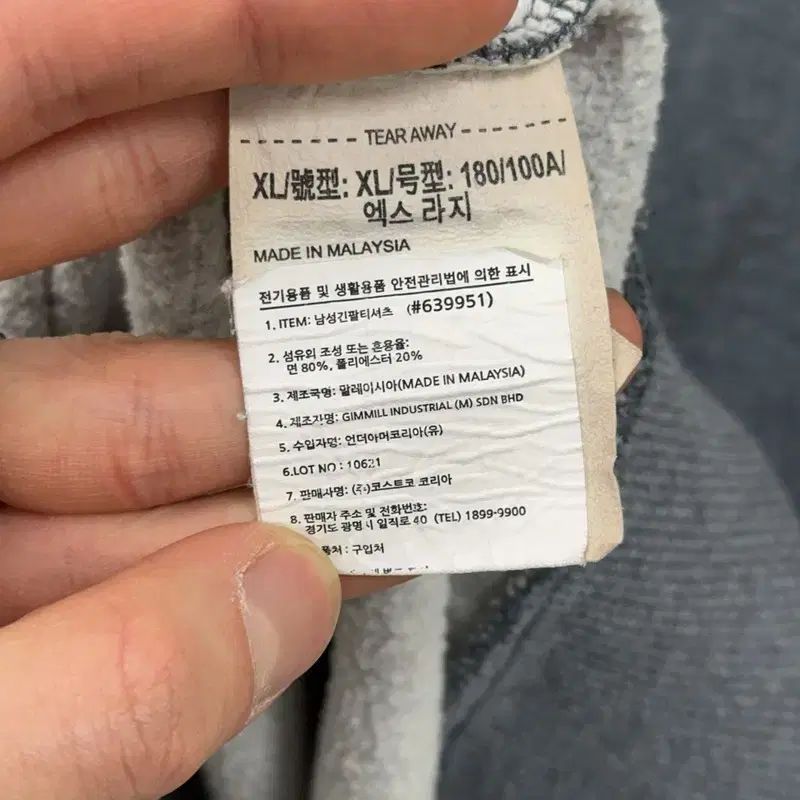 TEAR AWAY
XL/號型: XL/号型: 180/100A/
엑스 라지
MADE IN MALAYSIA
전기용품 및 생활용품 안전관리법에 의한 표시
1. ITEM: 남성긴팔티셔츠 (#639951)
2. 섬유의 조성 또는 혼용율:
면 80%, 폴리에스터 20%
3. 제조국명: 말레이시아(MADE IN MALAYSIA)
4. 제조자명: GIMMILL INDUSTRIAL (M) SDN BHD
5. 수입자명: 언더아머코리아(유)
6.LOT NO : 10621
7. 판매사명: (주)코스트코 코리아
8. 판매자 주소 및 전화번호:
경기도 광명시 일직로 40 (TEL) 1899-9900
: 구입처